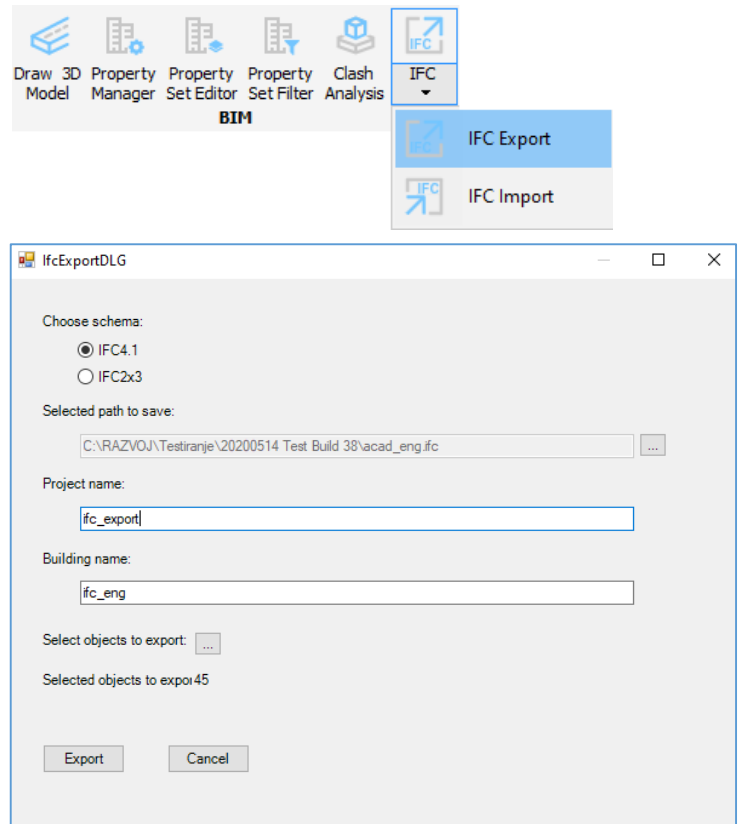 IFC
Draw 3D Model
Property Manager
Property Set Editor
Property Set Filter
Clash Analysis
IFC
BIM
IFC
IFC Export
IFC
IFC Import
IfcExportDLG
Choose schema:
IFC4.1
IFC2x3
Selected path to save:
C:\RAZVOJ\Testiranje\20200514 Test Build 38\acad_eng.ifc
...
Project name:
ifc_export
Building name:
ifc_eng
Select objects to export: ...
Selected objects to expor45
Export Cancel